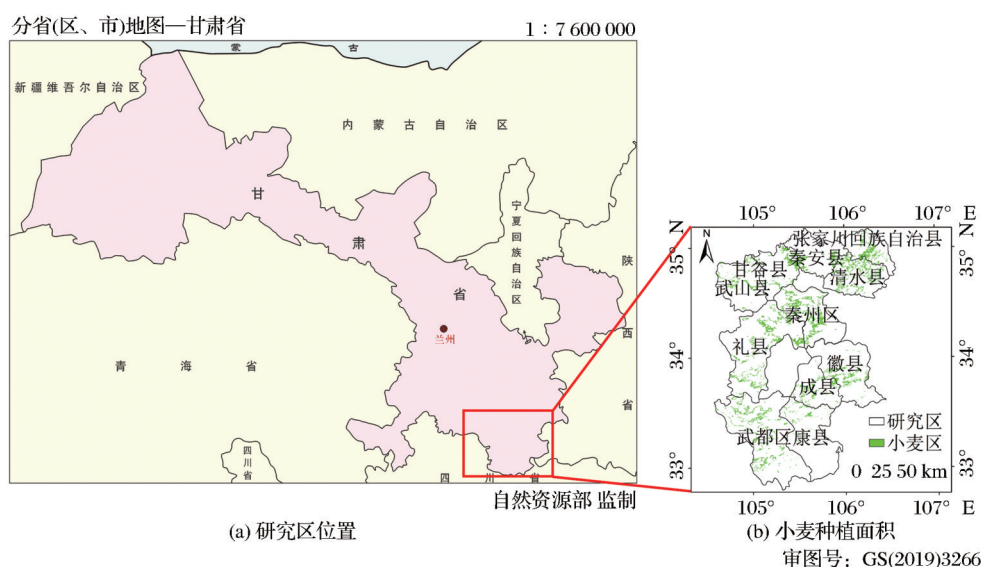 分省(区、市)地图—甘肃省
1：7 600 000
蒙 古
新疆维吾尔自治区
内蒙古自治区
甘
肃
省
宁夏回族自治区
陕西省
兰州
青海省
四川省
四川省
自然资源部 监制
(a) 研究区位置
105° 106° 107° E
N
35°
34°
33°
N
张家川回族自治县
秦安县
甘谷县
清水县
武山县
秦州区
礼县
徽县
成县
武都区康县
研究区
小麦区
0 25 50 km
N
35°
34°
33°
105° 106° 107° E
(b) 小麦种植面积
审图号：GS(2019)3266